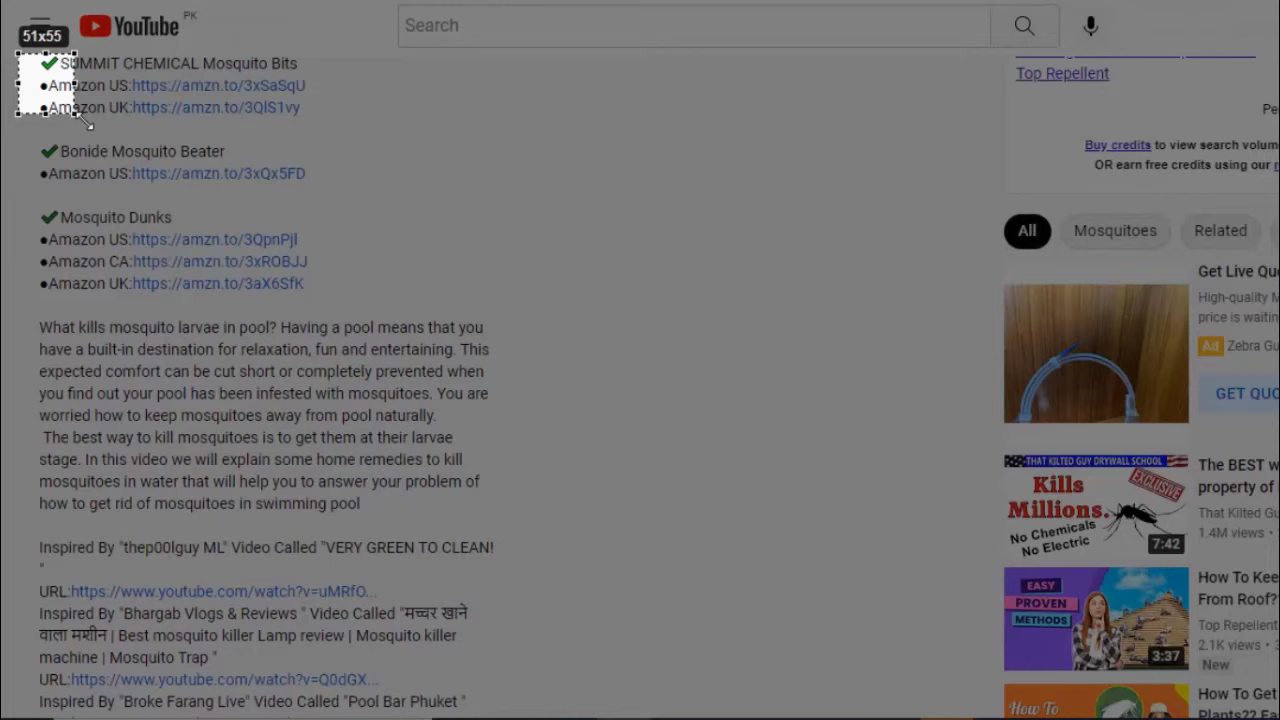 PK
YouTube
Search
51x55
SUMMIT CHEMICAL Mosquito Bits
●Amazon US:https://amzn.to/3xSaSqU
●Amazon UK:https://amzn.to/3QlS1vy
Bonide Mosquito Beater
●Amazon US:https://amzn.to/3xQx5FD
Mosquito Dunks
●Amazon US:https://amzn.to/3QpnPjl
●Amazon CA:https://amzn.to/3xROBJJ
●Amazon UK:https://amzn.to/3aX6SfK
What kills mosquito larvae in pool? Having a pool means that you
have a built-in destination for relaxation, fun and entertaining. This
expected comfort can be cut short or completely prevented when
you find out your pool has been infested with mosquitoes. You are
worried how to keep mosquitoes away from pool naturally.
The best way to kill mosquitoes is to get them at their larvae
stage. In this video we will explain some home remedies to kill
mosquitoes in water that will help you to answer your problem of
how to get rid of mosquitoes in swimming pool
Inspired By "thep00lguy ML" Video Called "VERY GREEN TO CLEAN!
"
URL:https://www.youtube.com/watch?v=uMRfO...
Inspired By "Bhargab Vlogs & Reviews " Video Called "मच्चर खाने
वाला मशीन | Best mosquito killer Lamp review | Mosquito killer
machine | Mosquito Trap "
URL:https://www.youtube.com/watch?v=Q0dGX...
Inspired By "Broke Farang Live" Video Called "Pool Bar Phuket "
Top Repellent
Pe
Buy credits to view search volum
OR earn free credits using our
All
Mosquitoes
Related
Get Live Quo
High-quality M
price is waitin
Ad Zebra Gu
GET QUO
THAT KILTED GUY DRYWALL SCHOOL
Kills
Millions.
EXCLUSIVE
No Chemicals
No Electric
7:42
The BEST w
property of
That Kilted Gu
1.4M views •
EASY
PROVEN
METHODS
3:37
How To Kee
From Roof?
Top Repellen
2.1K views •
New
How To
How To Get
Plants?? Ea